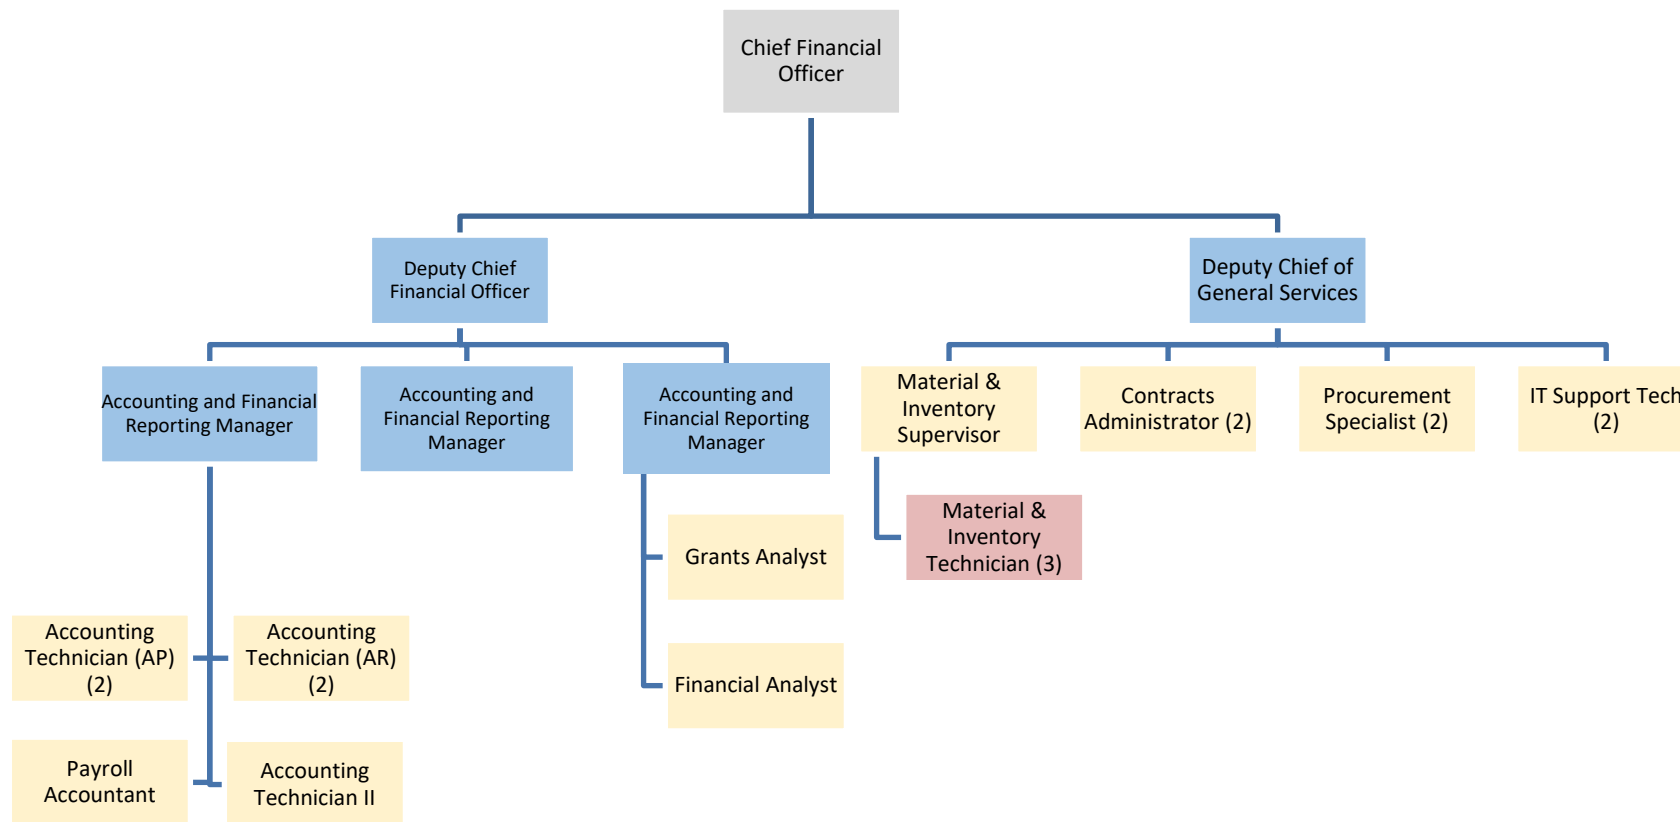 Chief Financial
Officer
Deputy Chief
Financial Officer
Deputy Chief of
General Services
Accounting and Financial
Reporting Manager
Accounting and
Financial Reporting
Manager
Accounting and
Financial Reporting
Manager
Material &
Inventory
Supervisor
Contracts
Administrator (2)
Procurement
Specialist (2)
IT Support Tech
(2)
Material &
Inventory
Technician (3)
Grants Analyst
Accounting
Technician (AP)
(2)
Accounting
Technician (AR)
(2)
Financial Analyst
Payroll
Accountant
Accounting
Technician II